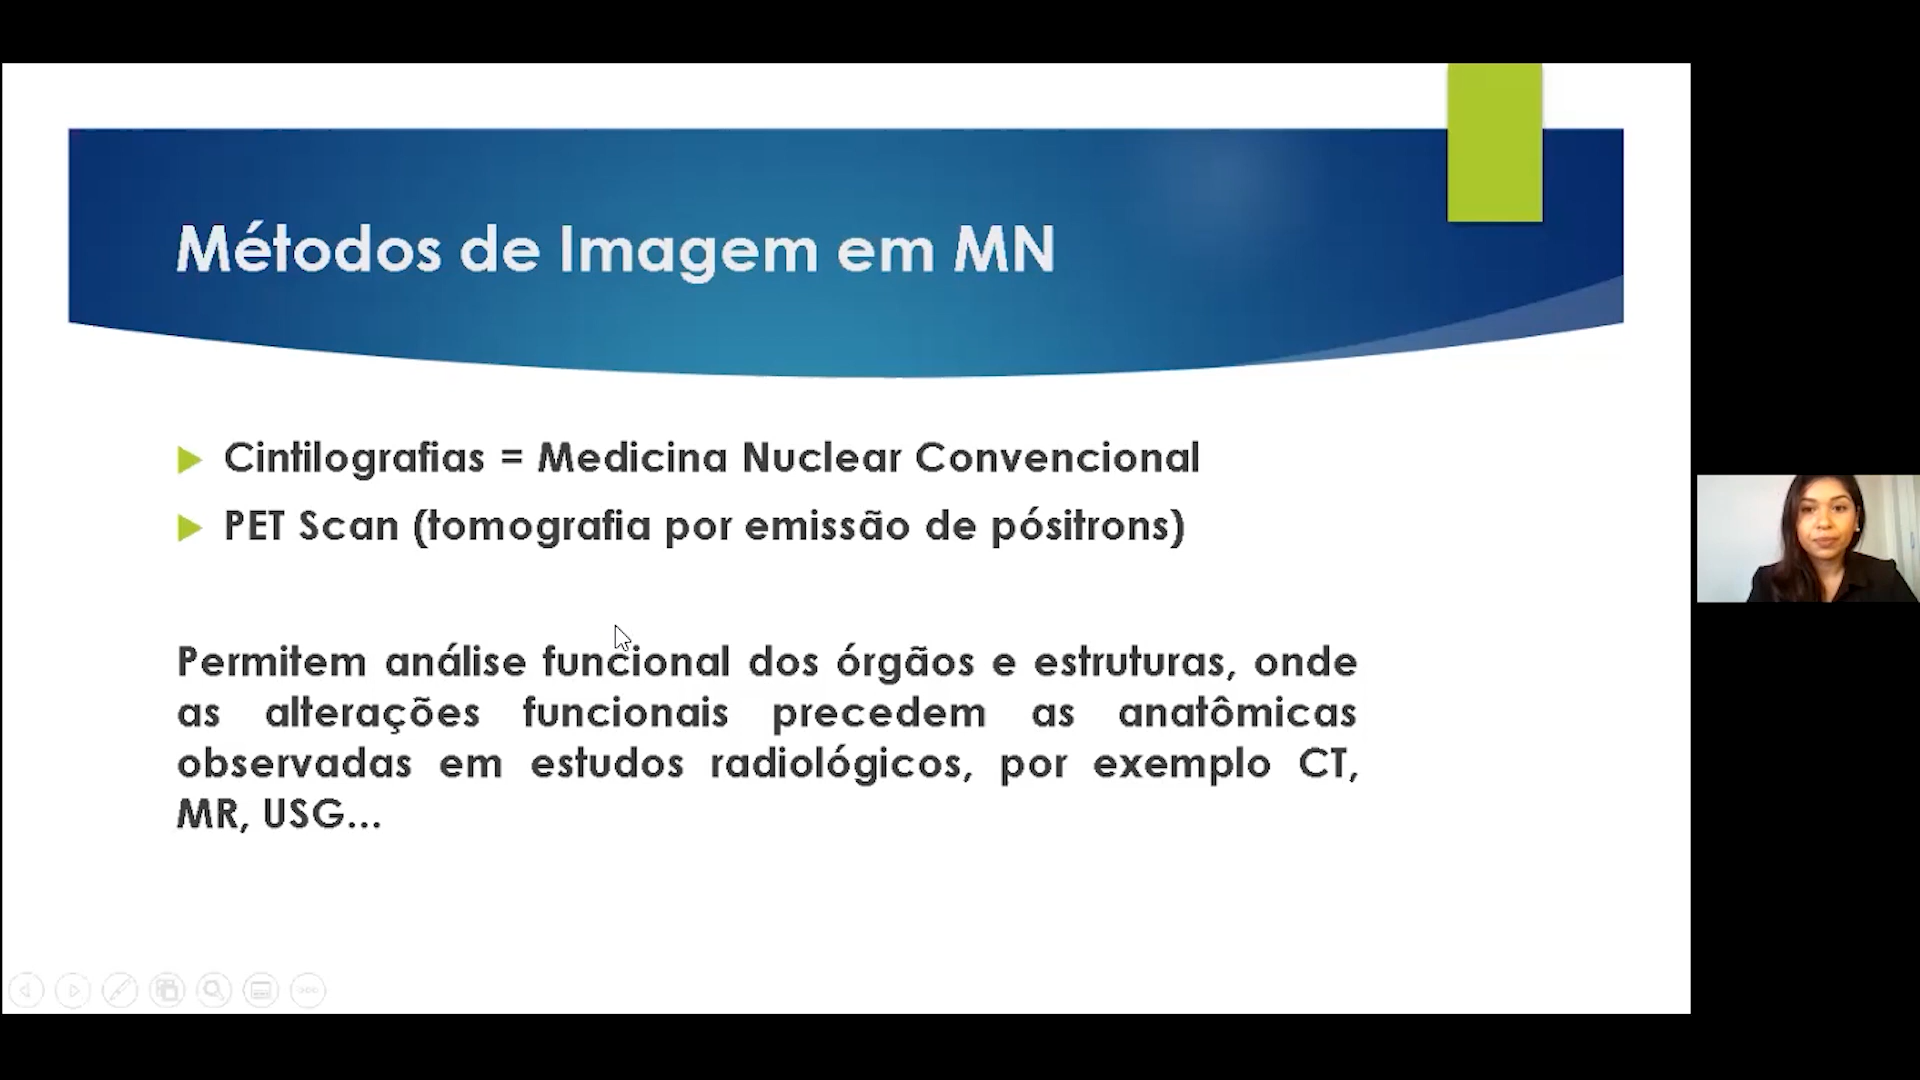 Métodos de Imagem em MN
Cintilografias = Medicina Nuclear Convencional
PET Scan (tomografia por emissão de pósitrons)
Permitem análise funcional dos órgãos e estruturas, onde
as alterações funcionais precedem as anatômicas
observadas em estudos radiológicos, por exemplo CT,
MR, USG...